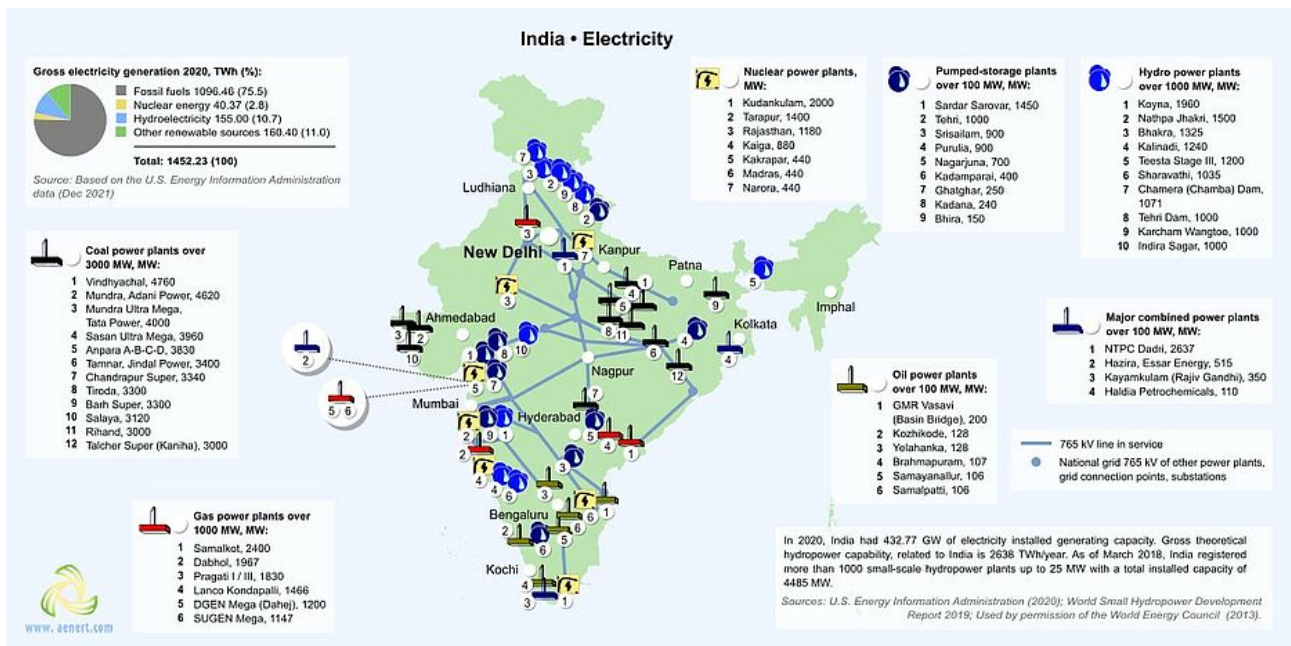 India • Electricity
Gross electricity generation 2020, TWh (%):
Fossil fuels 1096.46 (75.5)
Nuclear energy 40.37 (2.8)
Hydroelectricity 155.00 (10.7)
Other renewable sources 160.40 (11.0)
Total: 1452.23 (100)
Source: Based on the U.S. Energy Information Administration
data (Dec 2021)
Coal power plants over
3000 MW, MW:
1 Vindhyachal, 4760
2 Mundra, Adani Power, 4620
3 Mundra Ultra Mega,
Tata Power, 4000
4 Sasan Ultra Mega, 3960
5 Anpara A-B-C-D, 3830
6 Tamnar, Jindal Power, 3400
7 Chandrapur Super, 3340
8 Tiroda, 3300
9 Barh Super, 3300
10 Salaya, 3120
11 Rihand, 3000
12 Talcher Super (Kaniha), 3000
Gas power plants over
1000 MW, MW:
1 Samalkot, 2400
2 Dabhol, 1967
3 Pragati I / III, 1830
4 Lanco Kondapalli, 1466
5 DGEN Mega (Dahej), 1200
6 SUGEN Mega, 1147
www.aenert.com
Nuclear power plants,
MW:
1 Kudankulam, 2000
2 Tarapur, 1400
3 Rajasthan, 1180
4 Kaiga, 880
5 Kakrapar, 440
6 Madras, 440
7 Narora, 440
Pumped-storage plants
over 100 MW, MW:
1 Sardar Sarovar, 1450
2 Tehri, 1000
3 Srisailam, 900
4 Purulia, 900
5 Nagarjuna, 700
6 Kadamparai, 400
7 Ghatghar, 250
8 Kadana, 240
9 Bhira, 150
Hydro power plants
over 1000 MW, MW:
1 Koyna, 1960
2 Nathpa Jhakri, 1500
3 Bhakra, 1325
4 Kalinadi, 1240
5 Teesta Stage III, 1200
6 Sharavathi, 1035
7 Chamera (Chamba) Dam,
1071
8 Tehri Dam, 1000
9 Karcham Wangtoo, 1000
10 Indira Sagar, 1000
Major combined power plants
over 100 MW, MW:
1 NTPC Dadri, 2637
2 Hazira, Essar Energy, 515
3 Kayamkulam (Rajiv Gandhi), 350
4 Haldia Petrochemicals, 110
Oil power plants
over 100 MW, MW:
1 GMR Vasavi
(Basin Bridge), 200
2 Kozhikode, 128
3 Yelahanka, 128
4 Brahmapuram, 107
5 Samayanallur, 106
6 Samalpatti, 106
765 kV line in service
National grid 765 kV of other power plants,
grid connection points, substations
Ludhiana
New Delhi
Kanpur
Patna
Imphal
Ahmedabad
Kolkata
Nagpur
Mumbai
Hyderabad
Bengaluru
Kochi
In 2020, India had 432.77 GW of electricity installed generating capacity. Gross theoretical
hydropower capability, related to India is 2638 TWh/year. As of March 2018, India registered
more than 1000 small-scale hydropower plants up to 25 MW with a total installed capacity of
4485 MW.
Sources: U.S. Energy Information Administration (2020); World Small Hydropower Development
Report 2019; Used by permission of the World Energy Council (2013).